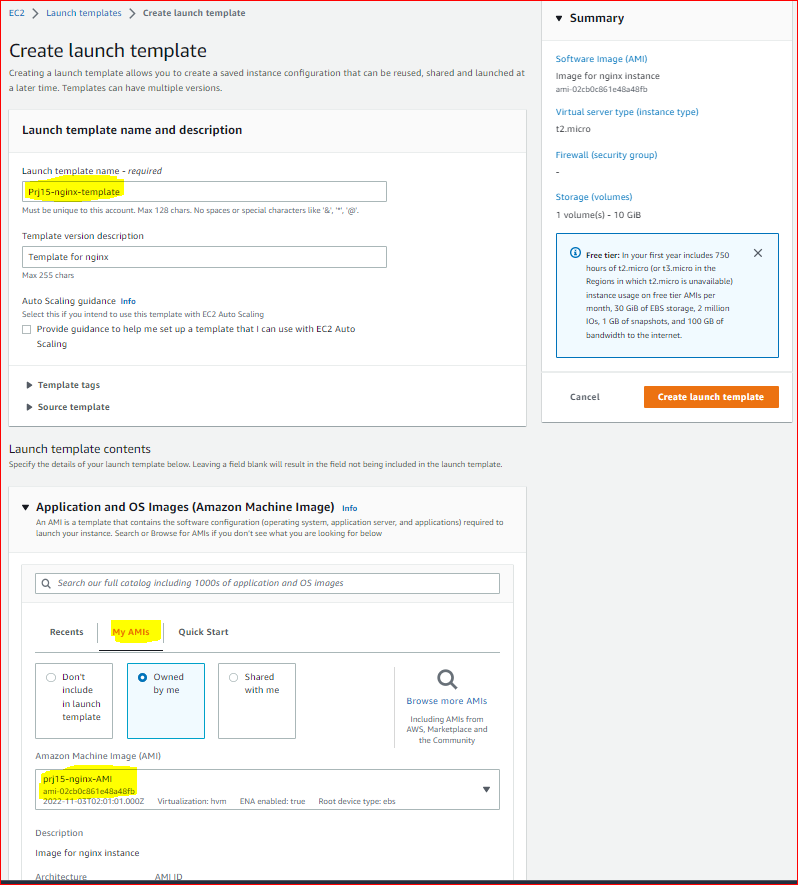 EC2 > Launch templates > Create launch template
Create launch template
Creating a launch template allows you to create a saved instance configuration that can be reused, shared and launched at
a later time. Templates can have multiple versions.
Launch template name and description
Launch template name - required
Prj15-nginx-template
Must be unique to this account. Max 128 chars. No spaces or special characters like '&', '*', '@'.
Template version description
Template for nginx
Max 255 chars
Auto Scaling guidance Info
Select this if you intend to use this template with EC2 Auto Scaling
Provide guidance to help me set up a template that I can use with EC2 Auto
Scaling
Template tags
Source template
Launch template contents
Specify the details of your launch template below. Leaving a field blank will result in the field not being included in the launch template.
Application and OS Images (Amazon Machine Image) Info
An AMI is a template that contains the software configuration (operating system, application server, and applications) required to
launch your instance. Search or Browse for AMIs if you don't see what you are looking for below
Search our full catalog including 1000s of application and OS images
Recents
My AMIs
Quick Start
Don't
include
in launch
template
Owned
by me
Shared
with me
Browse more AMIs
Including AMIs from
AWS, Marketplace and
the Community
Amazon Machine Image (AMI)
prj15-nginx-AMI
ami-02cb0c861e48a48fb
2022-11-03T02:01:01.000Z Virtualization: hvm ENA enabled: true Root device type: ebs
Description
Image for nginx instance
Architecture AMI ID
Summary
Software Image (AMI)
Image for nginx instance
ami-02cb0c861e48a48fb
Virtual server type (instance type)
t2.micro
Firewall (security group)
-
Storage (volumes)
1 volume(s) - 10 GiB
Free tier: In your first year includes 750
hours of t2.micro (or t3.micro in the
Regions in which t2.micro is unavailable)
instance usage on free tier AMIs per
month, 30 GiB of EBS storage, 2 million
IOs, 1 GB of snapshots, and 100 GB of
bandwidth to the internet.
Cancel
Create launch template